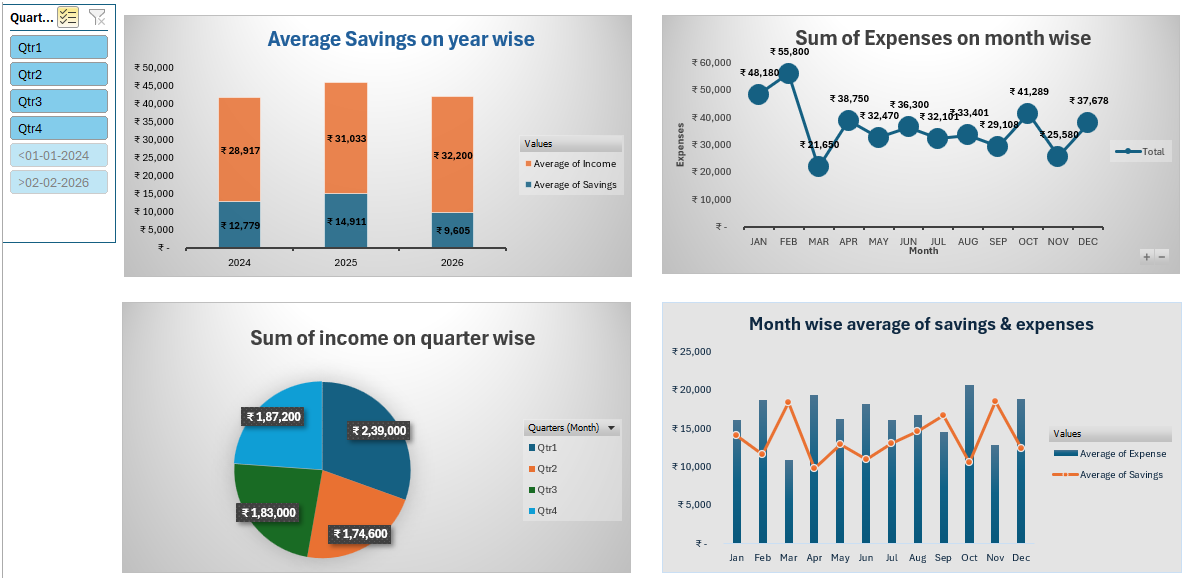 Quart...
Qtr1
Qtr2
Qtr3
Qtr4
<01-01-2024
>02-02-2026
Average Savings on year wise
₹ 50,000
₹ 45,000
₹ 40,000
₹ 35,000
₹ 30,000
₹ 25,000
₹ 20,000
₹ 15,000
₹ 10,000
₹ 5,000
₹ -
₹ 28,917
₹ 31,033
₹ 32,200
₹ 12,779
₹ 14,911
₹ 9,605
2024 2025 2026
Values
Average of Income
Average of Savings
Sum of Expenses on month wise
Expenses
₹ 60,000
₹ 50,000
₹ 40,000
₹ 30,000
₹ 20,000
₹ 10,000
₹ -
₹ 48,180
₹ 55,800
₹ 21,650
₹ 38,750
₹ 32,470
₹ 36,300
₹ 32,101
₹ 33,401
₹ 29,108
₹ 41,289
₹ 25,580
₹ 37,678
JAN FEB MAR APR MAY JUN JUL AUG SEP OCT NOV DEC
Month
Total
+ −
Sum of income on quarter wise
₹ 1,87,200
₹ 2,39,000
₹ 1,83,000
₹ 1,74,600
Quarters (Month)
Qtr1
Qtr2
Qtr3
Qtr4
Month wise average of savings & expenses
₹ 25,000
₹ 20,000
₹ 15,000
₹ 10,000
₹ 5,000
₹ -
Jan Feb Mar Apr May Jun Jul Aug Sep Oct Nov Dec
Values
Average of Expense
Average of Savings